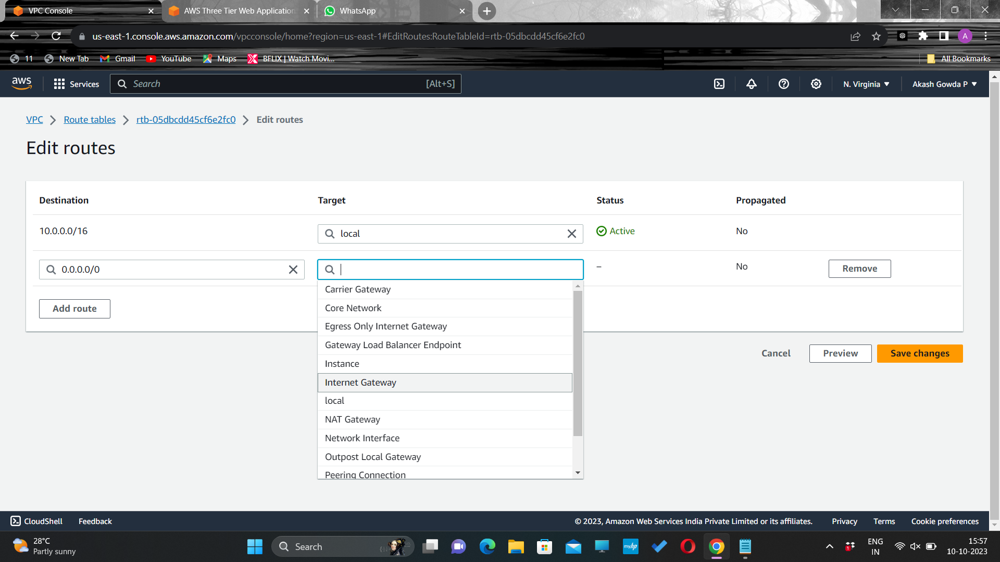 VPC Console
AWS Three Tier Web Application
WhatsApp
us-east-1.console.aws.amazon.com/vpcconsole/home?region=us-east-1#EditRoutes:RouteTableId=rtb-05dbcdd45cf6e2fc0
A
11
New Tab
Gmail
YouTube
Maps
BFLIX | Watch Movi...
All Bookmarks
aws
Services
Search
[Alt+S]
N. Virginia
Akash Gowda P
VPC
Route tables
rtb-05dbcdd45cf6e2fc0
Edit routes
Edit routes
Destination
Target
Status
Propagated
10.0.0.0/16
local
Active
No
0.0.0.0/0
–
No
Remove
Carrier Gateway
Core Network
Egress Only Internet Gateway
Gateway Load Balancer Endpoint
Instance
Internet Gateway
local
NAT Gateway
Network Interface
Outpost Local Gateway
Peering Connection
Add route
Cancel
Preview
Save changes
CloudShell
Feedback
© 2023, Amazon Web Services India Private Limited or its affiliates.
Privacy
Terms
Cookie preferences
28°C
Partly sunny
Search
myhp
1
ENG
IN
15:57
10-10-2023